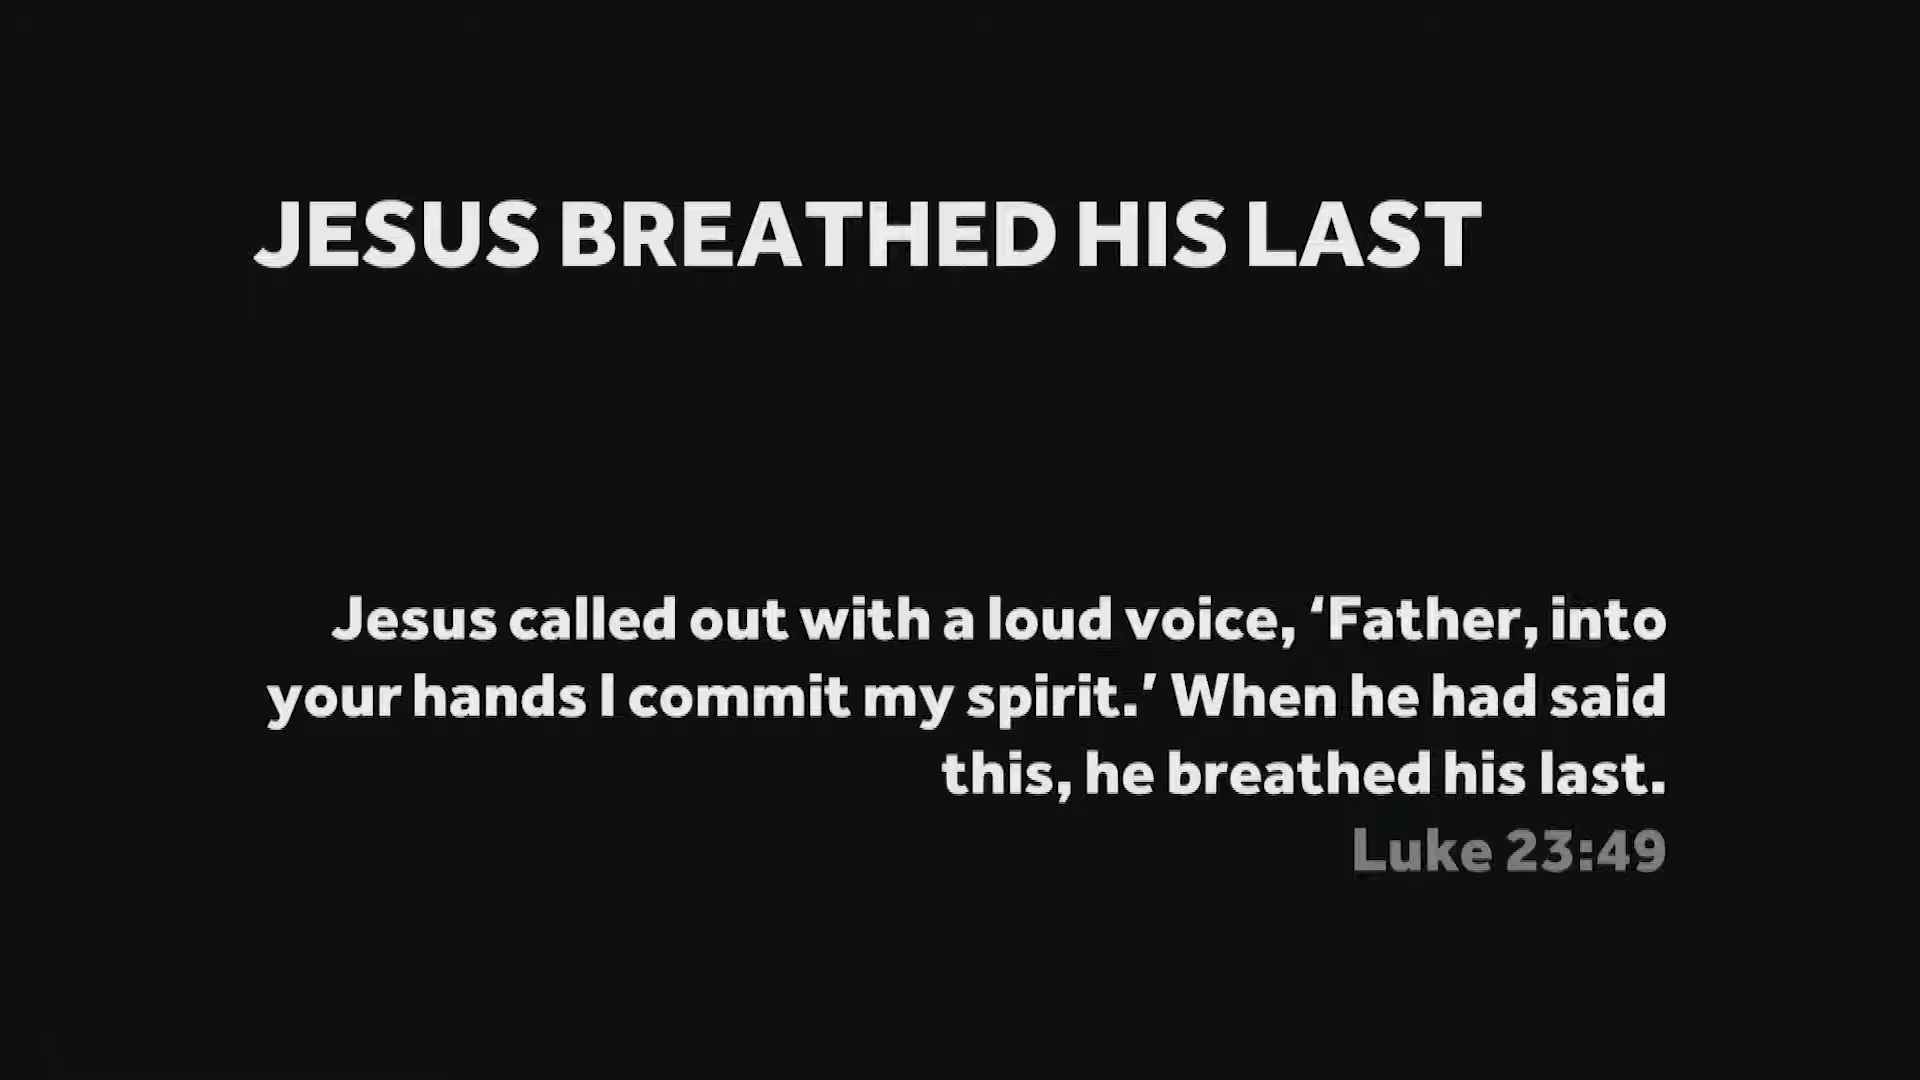 JESUS BREATHED HIS LAST
Jesus called out with a loud voice, ‘Father, into
your hands I commit my spirit.’ When he had said
this, he breathed his last.
Luke 23:49